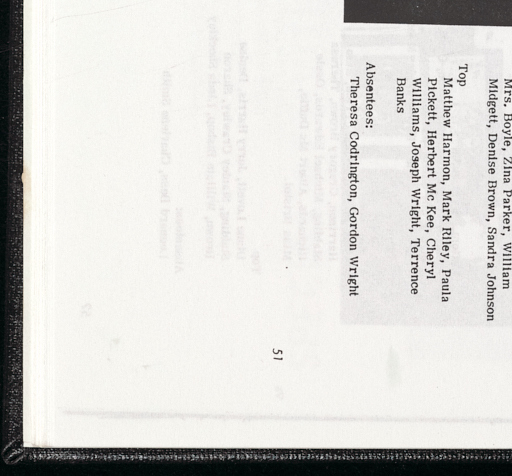 Mrs. Boyle, Zina Parker, William
Midgett, Denise Brown, Sandra Johnson
Top
Matthew Harmon, Mark Riley, Paula
Pickett, Herbert Mc Kee, Cheryl
Williams, Joseph Wright, Terrence
Banks
Absentees:
Theresa Codrington, Gordon Wright
51